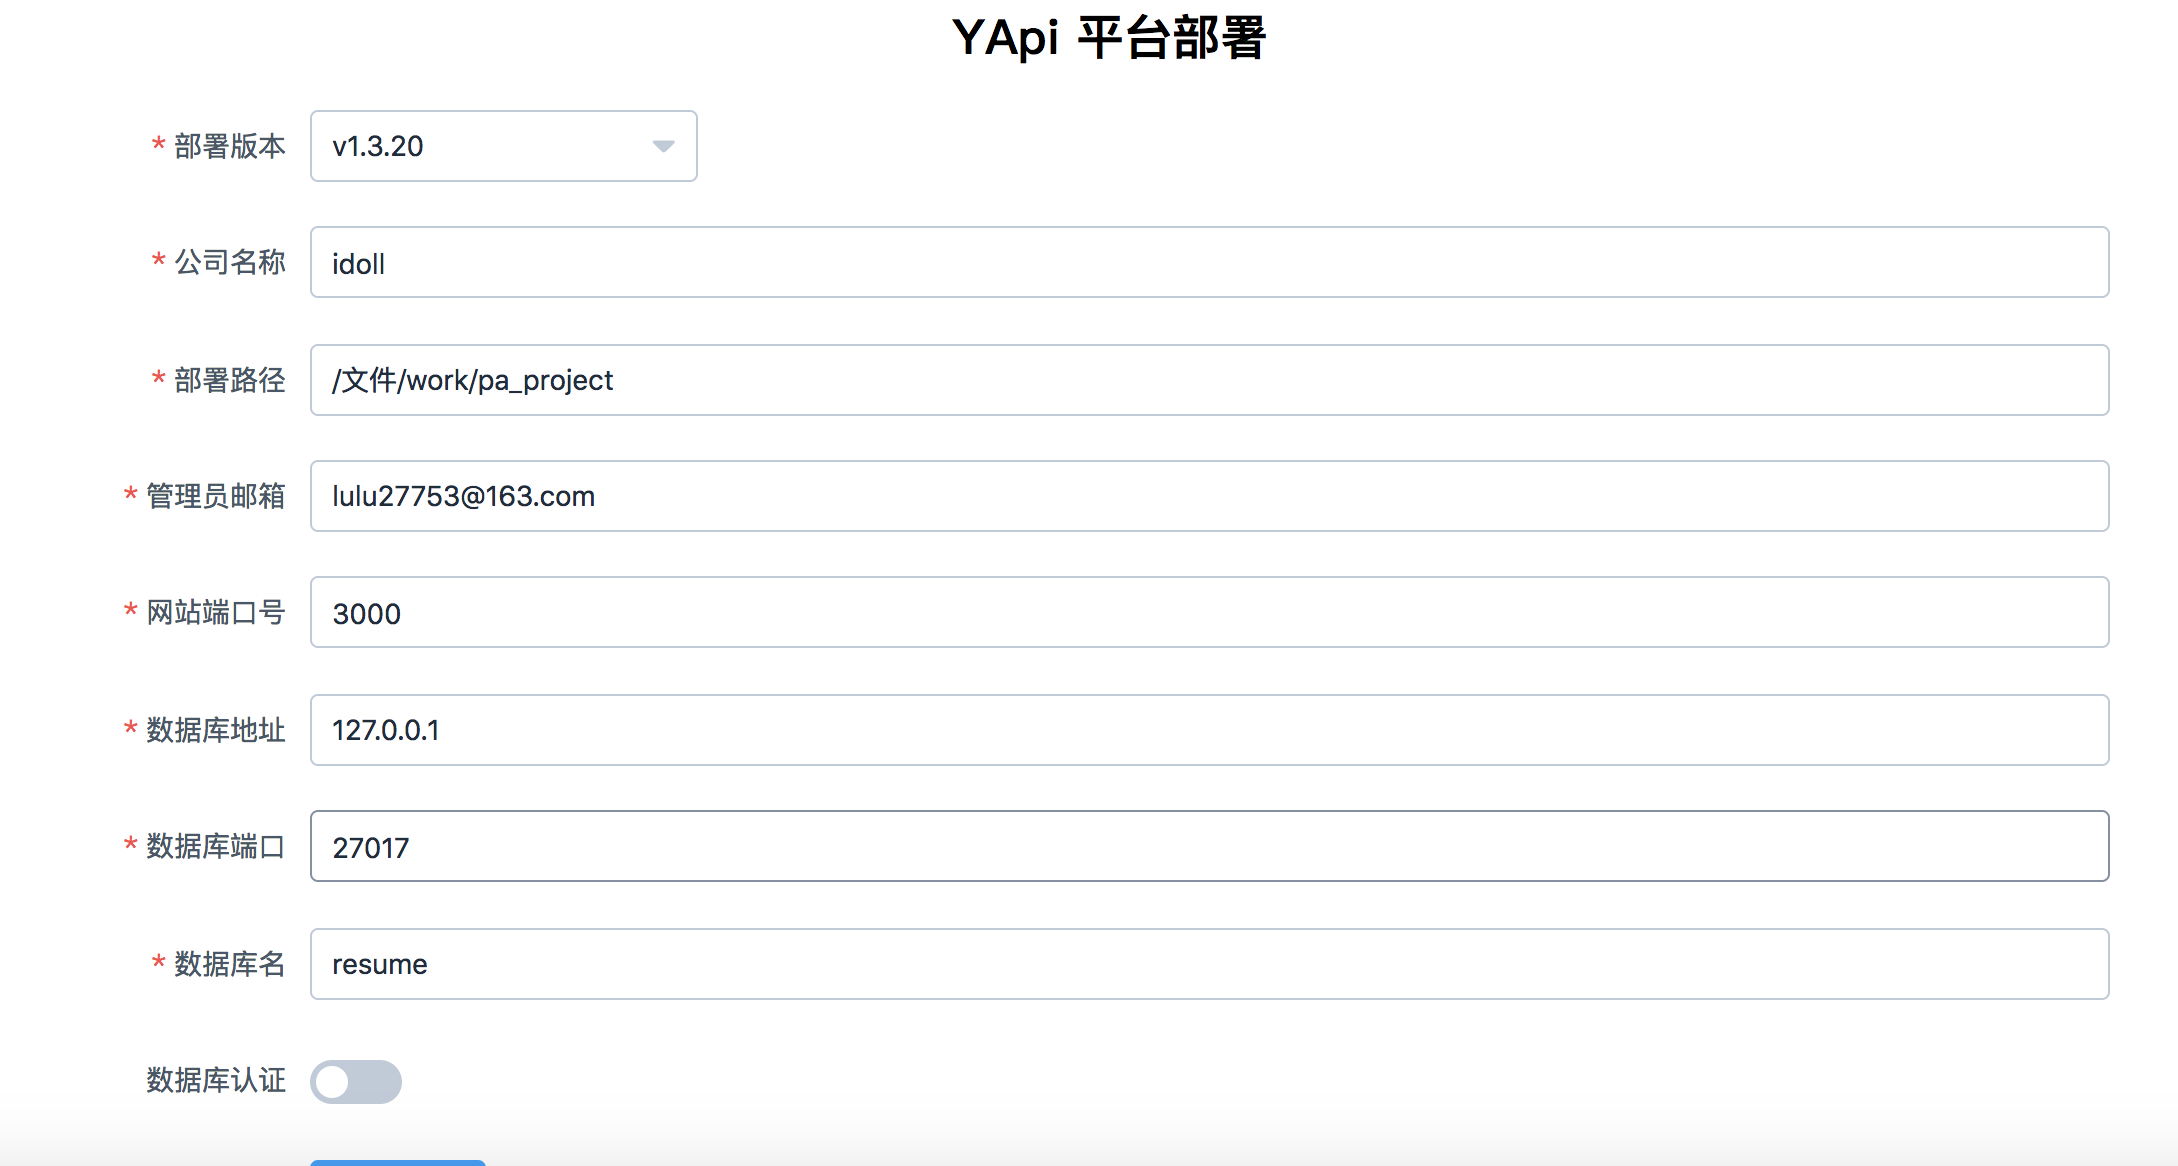 YApi 平台部署
* 部署版本 v1.3.20
* 公司名称 idoll
* 部署路径 /文件/work/pa_project
* 管理员邮箱 lulu27753@163.com
* 网站端口号 3000
* 数据库地址 127.0.0.1
* 数据库端口 27017
* 数据库名 resume
数据库认证